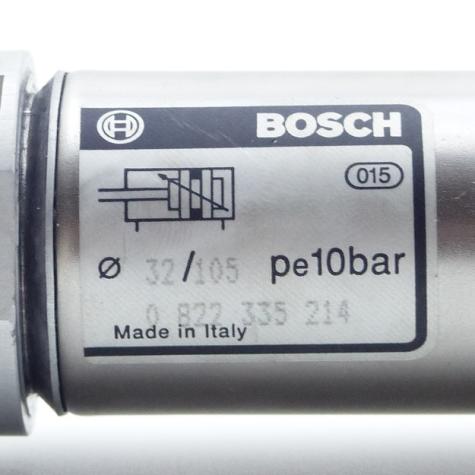 BOSCH
015
Ø 32/105 pe10bar
0 822 335 214
Made in Italy